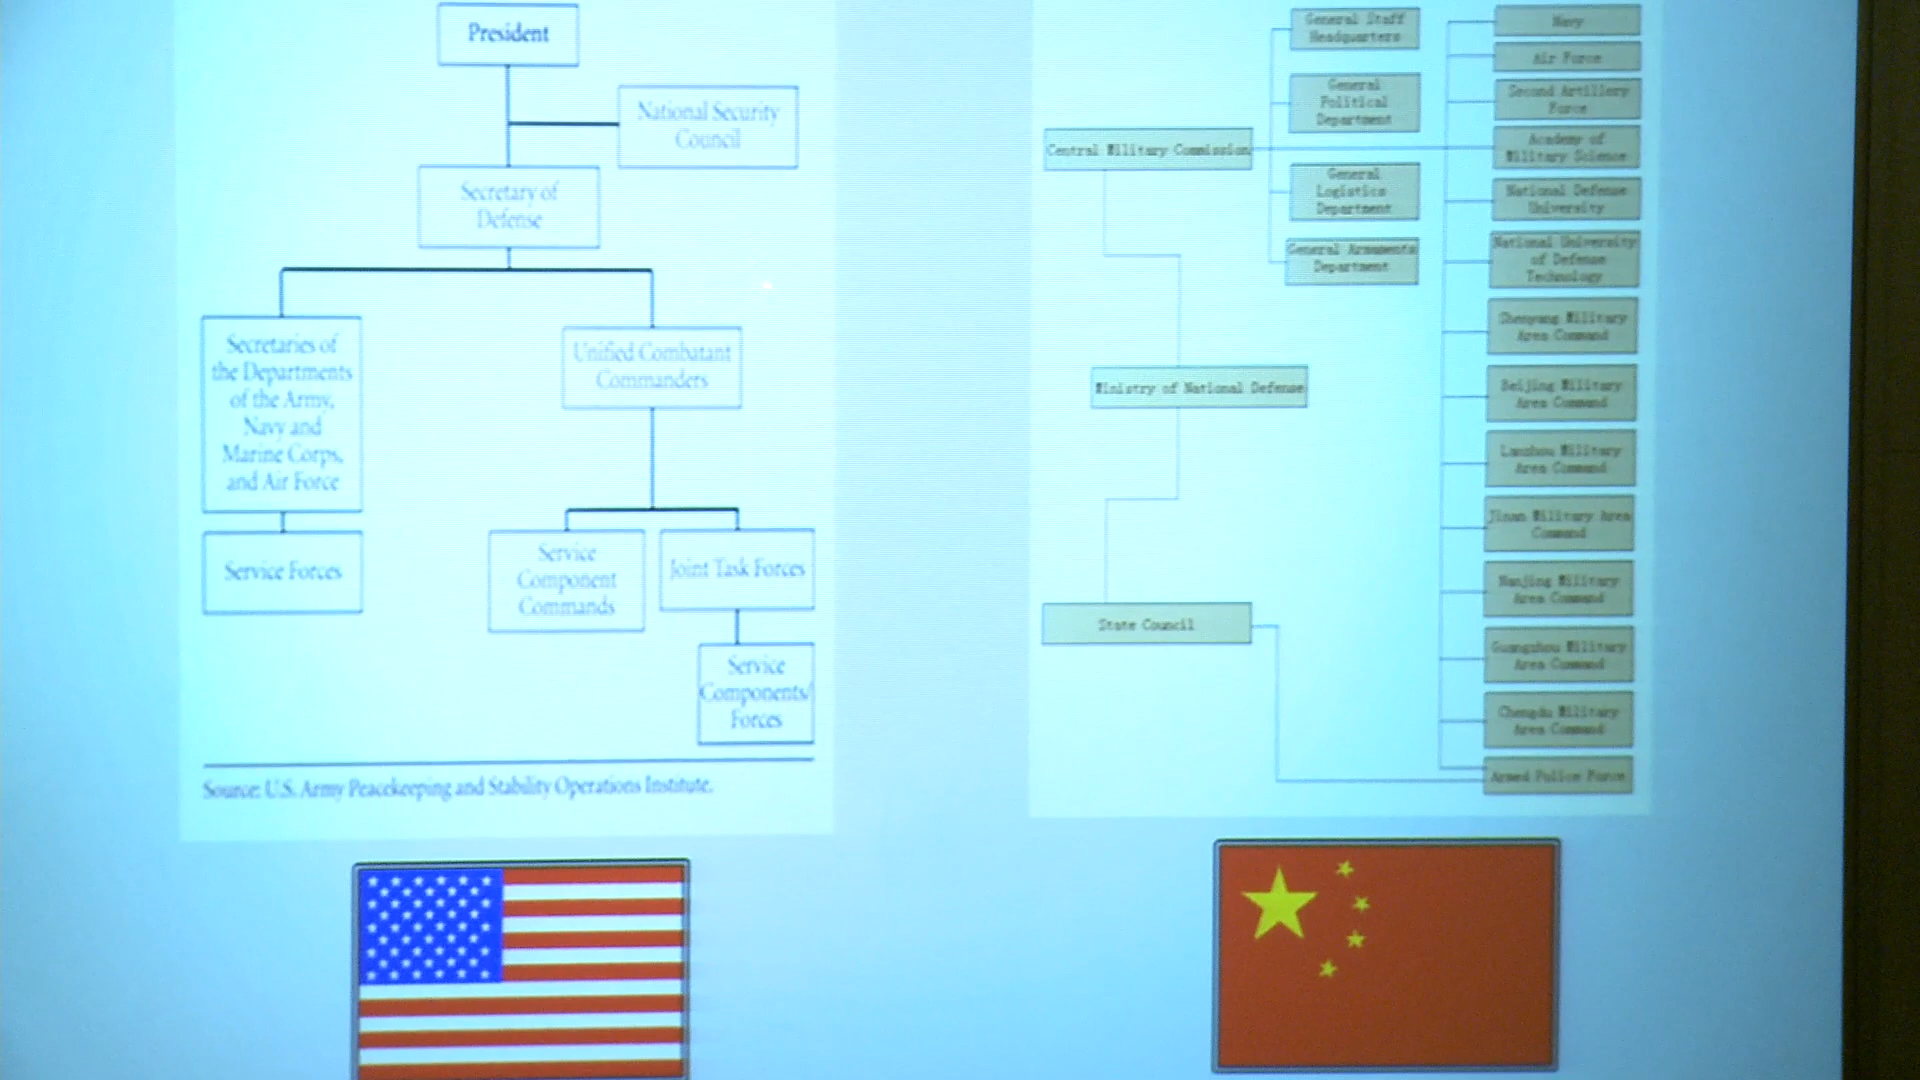 President
National Security
Council
Secretary of
Defense
Secretaries of
the Departments
of the Army,
Navy and
Marine Corps,
and Air Force
Unified Combatant
Commanders
Service Forces
Service
Component
Commands
Joint Task Forces
Service
Components/
Forces
Source: U.S. Army Peacekeeping and Stability Operations Institute.
Central Military Commission
Ministry of National Defense
State Council
General Staff
Headquarters
General
Political
Department
General
Logistics
Department
General Armaments
Department
Navy
Air Force
Second Artillery
Force
Academy of
Military Science
National Defense
University
National University
of Defense
Technology
Shenyang Military
Area Command
Beijing Military
Area Command
Lanzhou Military
Area Command
Jinan Military Area
Command
Nanjing Military
Area Command
Guangzhou Military
Area Command
Chengdu Military
Area Command
Armed Police Force